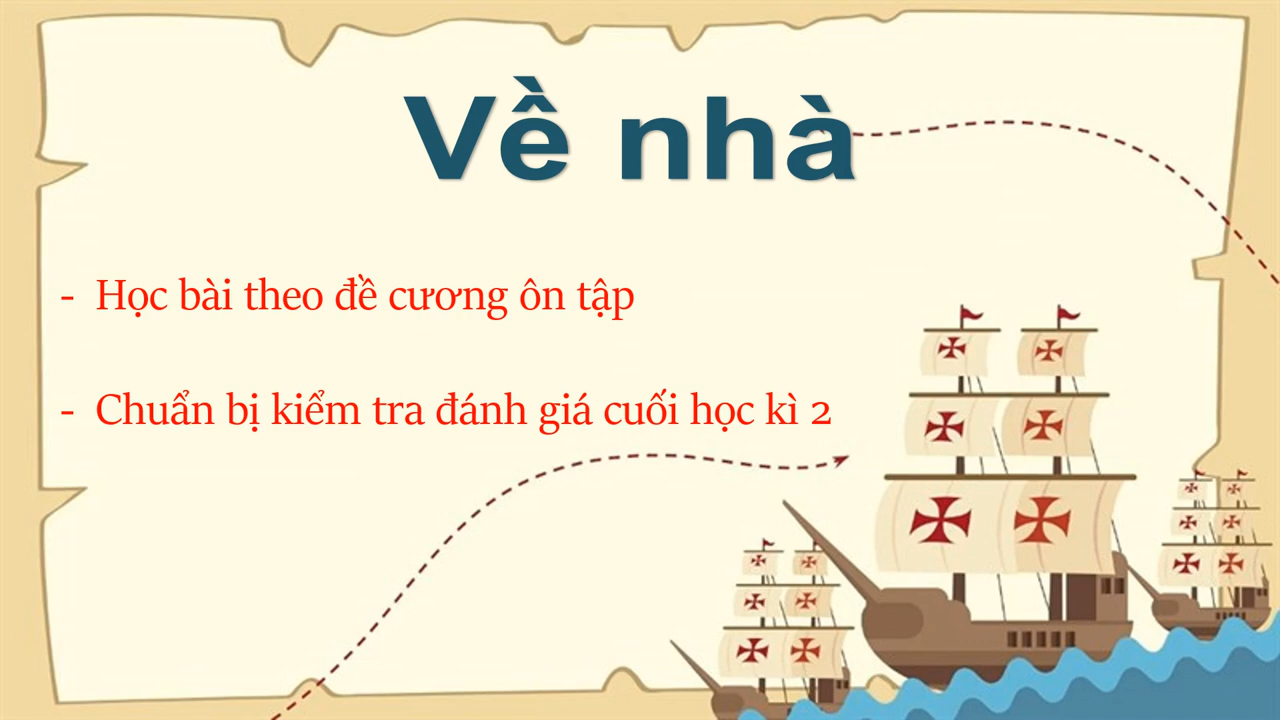 Về nhà
- Học bài theo đề cương ôn tập
- Chuẩn bị kiểm tra đánh giá cuối học kì 2